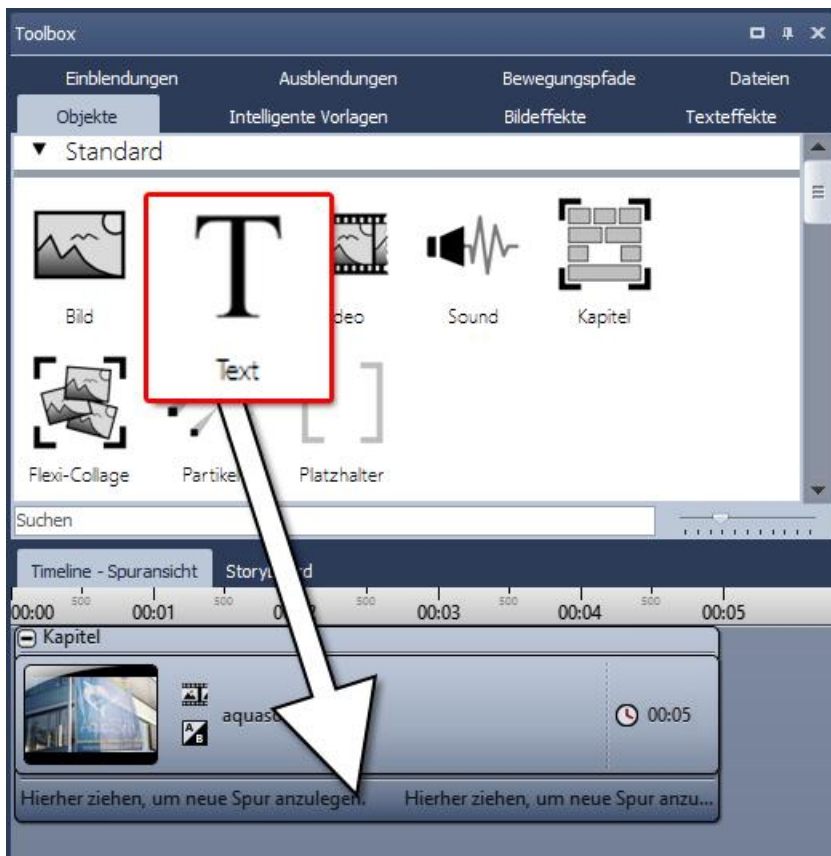 Toolbox
Einblendungen Ausblendungen Bewegungspfade Dateien
Objekte Intelligente Vorlagen Bildeffekte Texteffekte
Standard
T
Bild Text Sound Kapitel
Flexi-Collage Partikel Platzhalter
Suchen
Timeline - Spuransicht
00:00 500 00:01 500 500 00:03 500 00:04 500 00:05
Kapitel
A
B
00:05
Hierher ziehen, um neue Spur anzulegen. Hierher ziehen, um neue Spur anzu...